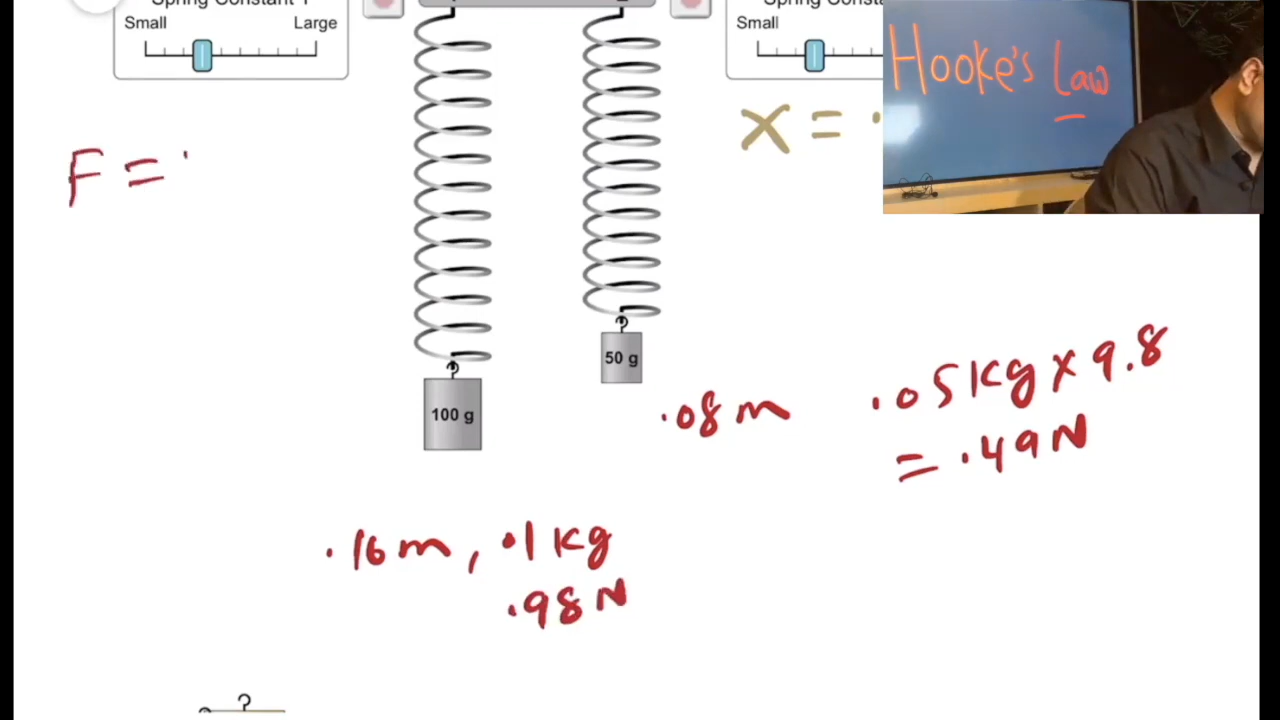 Spring Constant 1
Small Large
Small
Hooke's Law
X = .
F = .
50 g
100 g
.08 m
.05 kg x 9.8
= .49 N
.16 m, .1 kg
.98 N
?